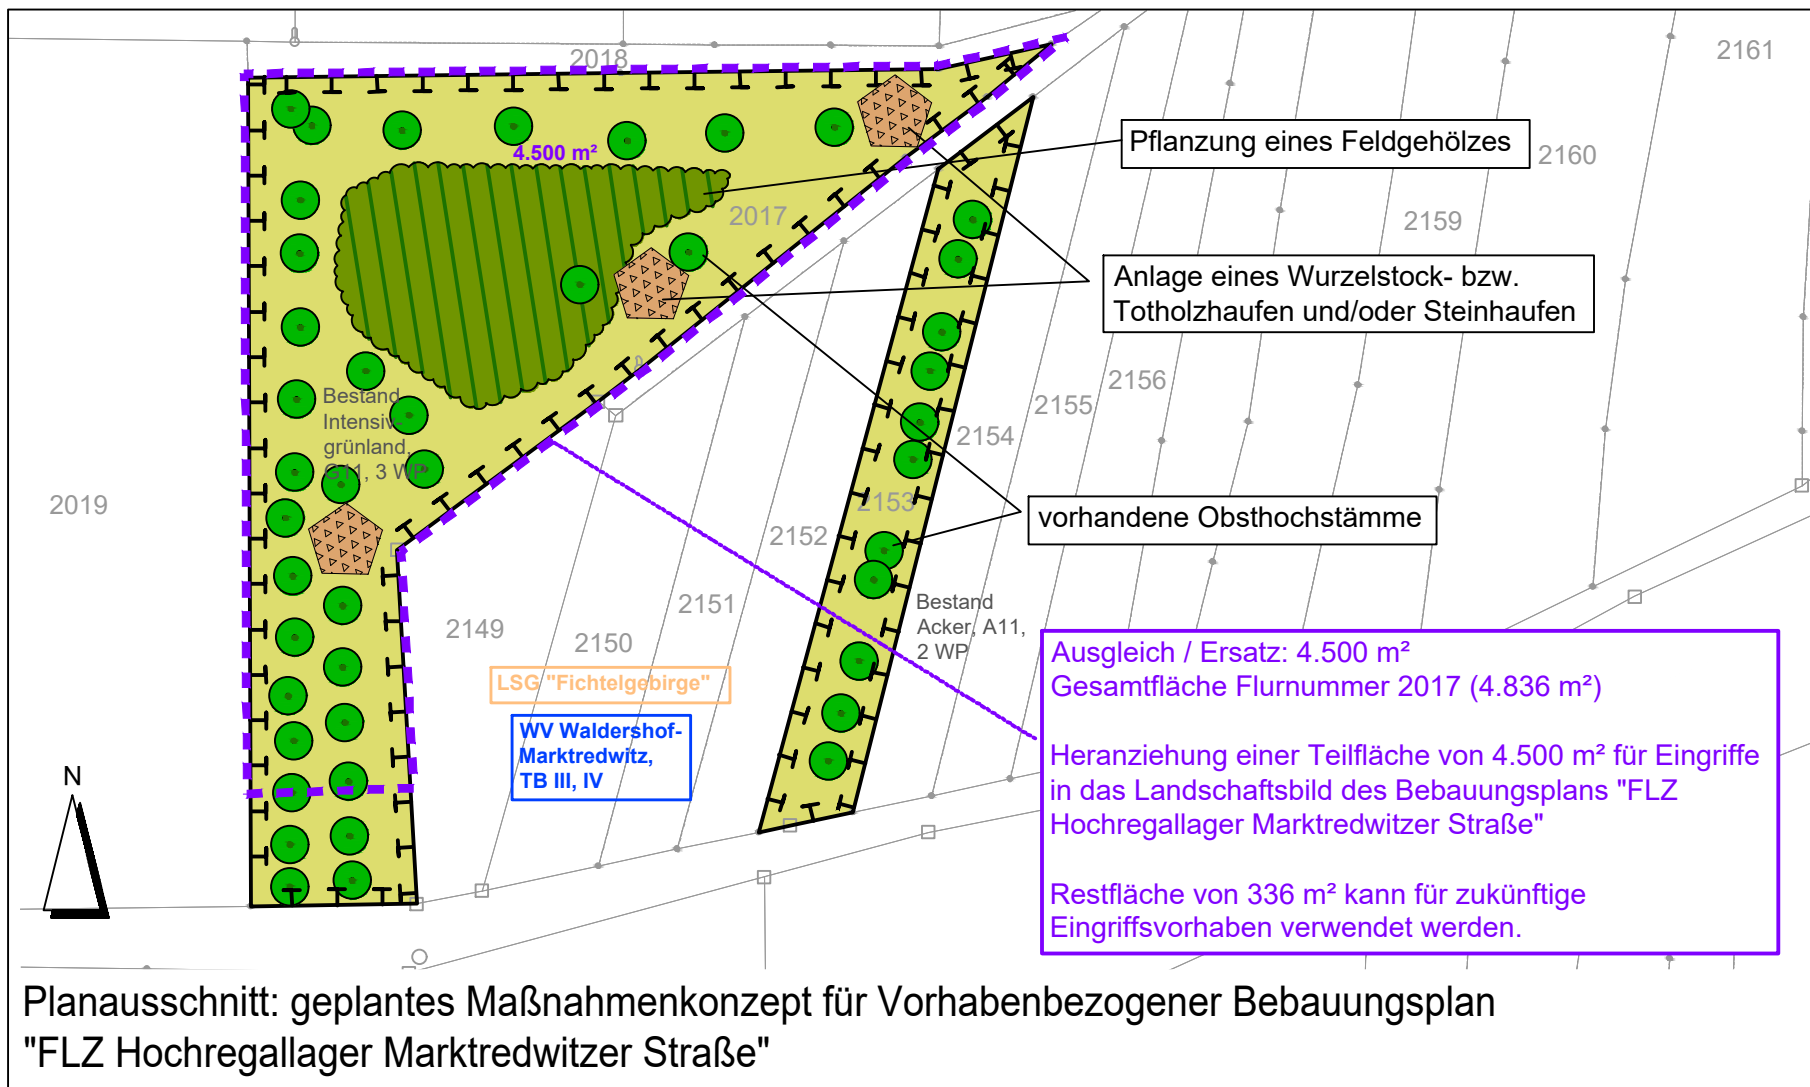 2018
2161
4.500 m²
Pflanzung eines Feldgehölzes
2160
2017
2159
Anlage eines Wurzelstock- bzw.
Totholzhaufen und/oder Steinhaufen
2156
2155
2154
Bestand
Intensiv-
grünland,
G11, 3 WP
2019
2153
vorhandene Obsthochstämme
2152
2151
2149
2150
Bestand
Acker, A11,
2 WP
LSG "Fichtelgebirge"
WV Waldershof-
Marktredwitz,
TB III, IV
Ausgleich / Ersatz: 4.500 m²
Gesamtfläche Flurnummer 2017 (4.836 m²)
Heranziehung einer Teilfläche von 4.500 m² für Eingriffe
in das Landschaftsbild des Bebauungsplans "FLZ
Hochregallager Marktredwitzer Straße"
Restfläche von 336 m² kann für zukünftige
Eingriffsvorhaben verwendet werden.
N
Planausschnitt: geplantes Maßnahmenkonzept für Vorhabenbezogener Bebauungsplan
"FLZ Hochregallager Marktredwitzer Straße"